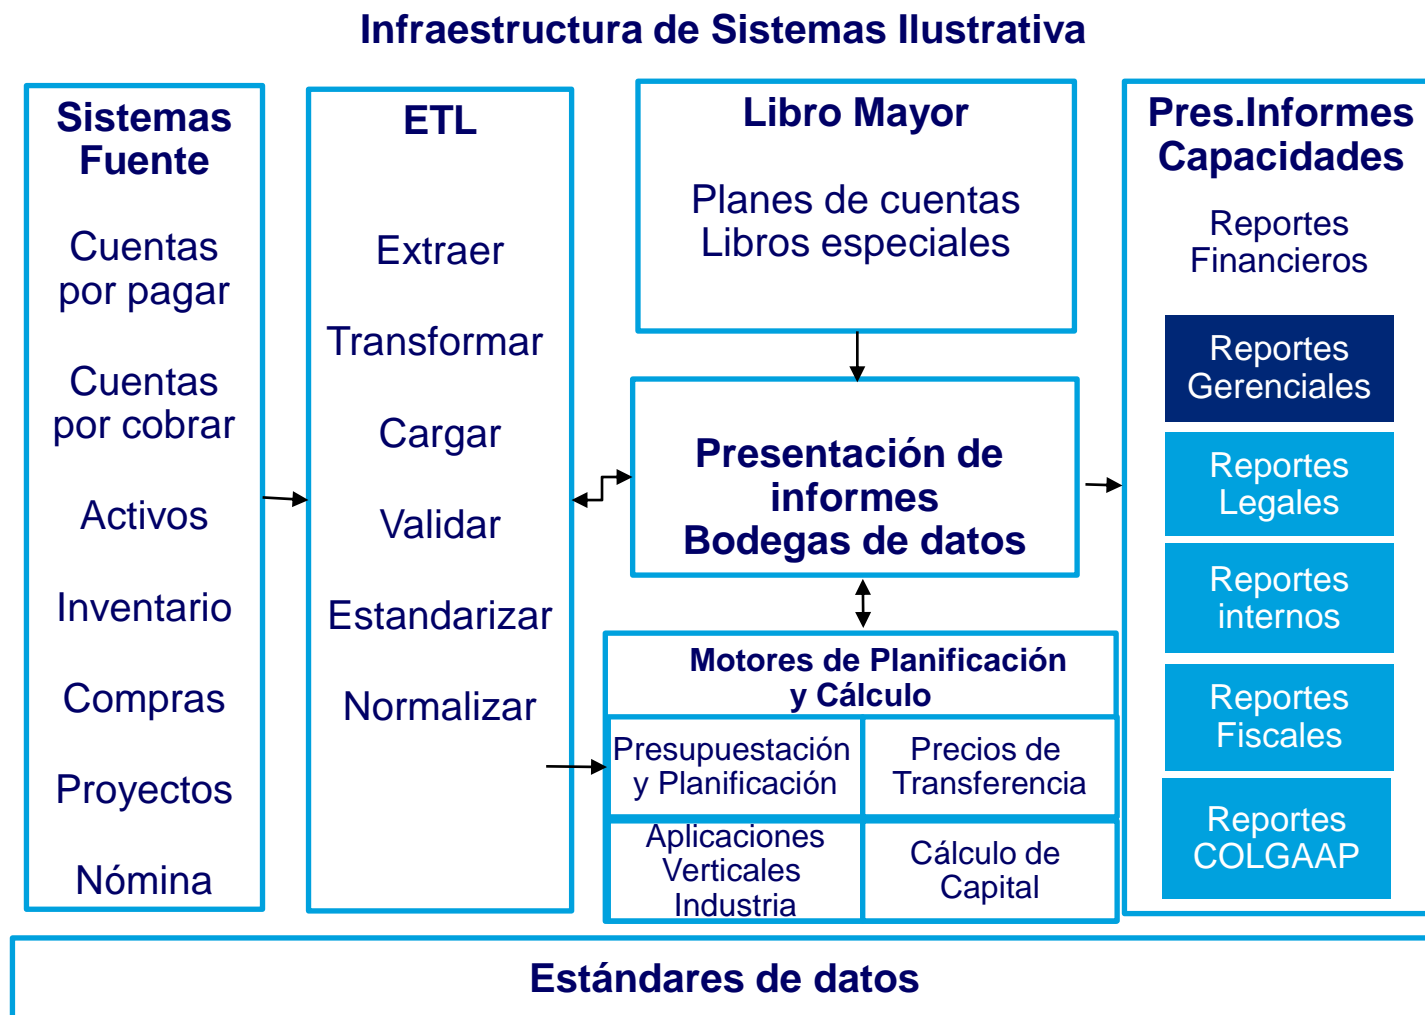 Infraestructura de Sistemas Ilustrativa
Sistemas
Fuente
Cuentas
por pagar
Cuentas
por cobrar
Activos
Inventario
Compras
Proyectos
Nómina
ETL
Extraer
Transformar
Cargar
Validar
Estandarizar
Normalizar
Libro Mayor
Planes de cuentas
Libros especiales
Presentación de
informes
Bodegas de datos
Motores de Planificación
y Cálculo
Presupuestación
y Planificación
Precios de
Transferencia
Aplicaciones
Verticales
Industria
Cálculo de
Capital
Pres.Informes
Capacidades
Reportes
Financieros
Reportes
Gerenciales
Reportes
Legales
Reportes
internos
Reportes
Fiscales
Reportes
COLGAAP
Estándares de datos